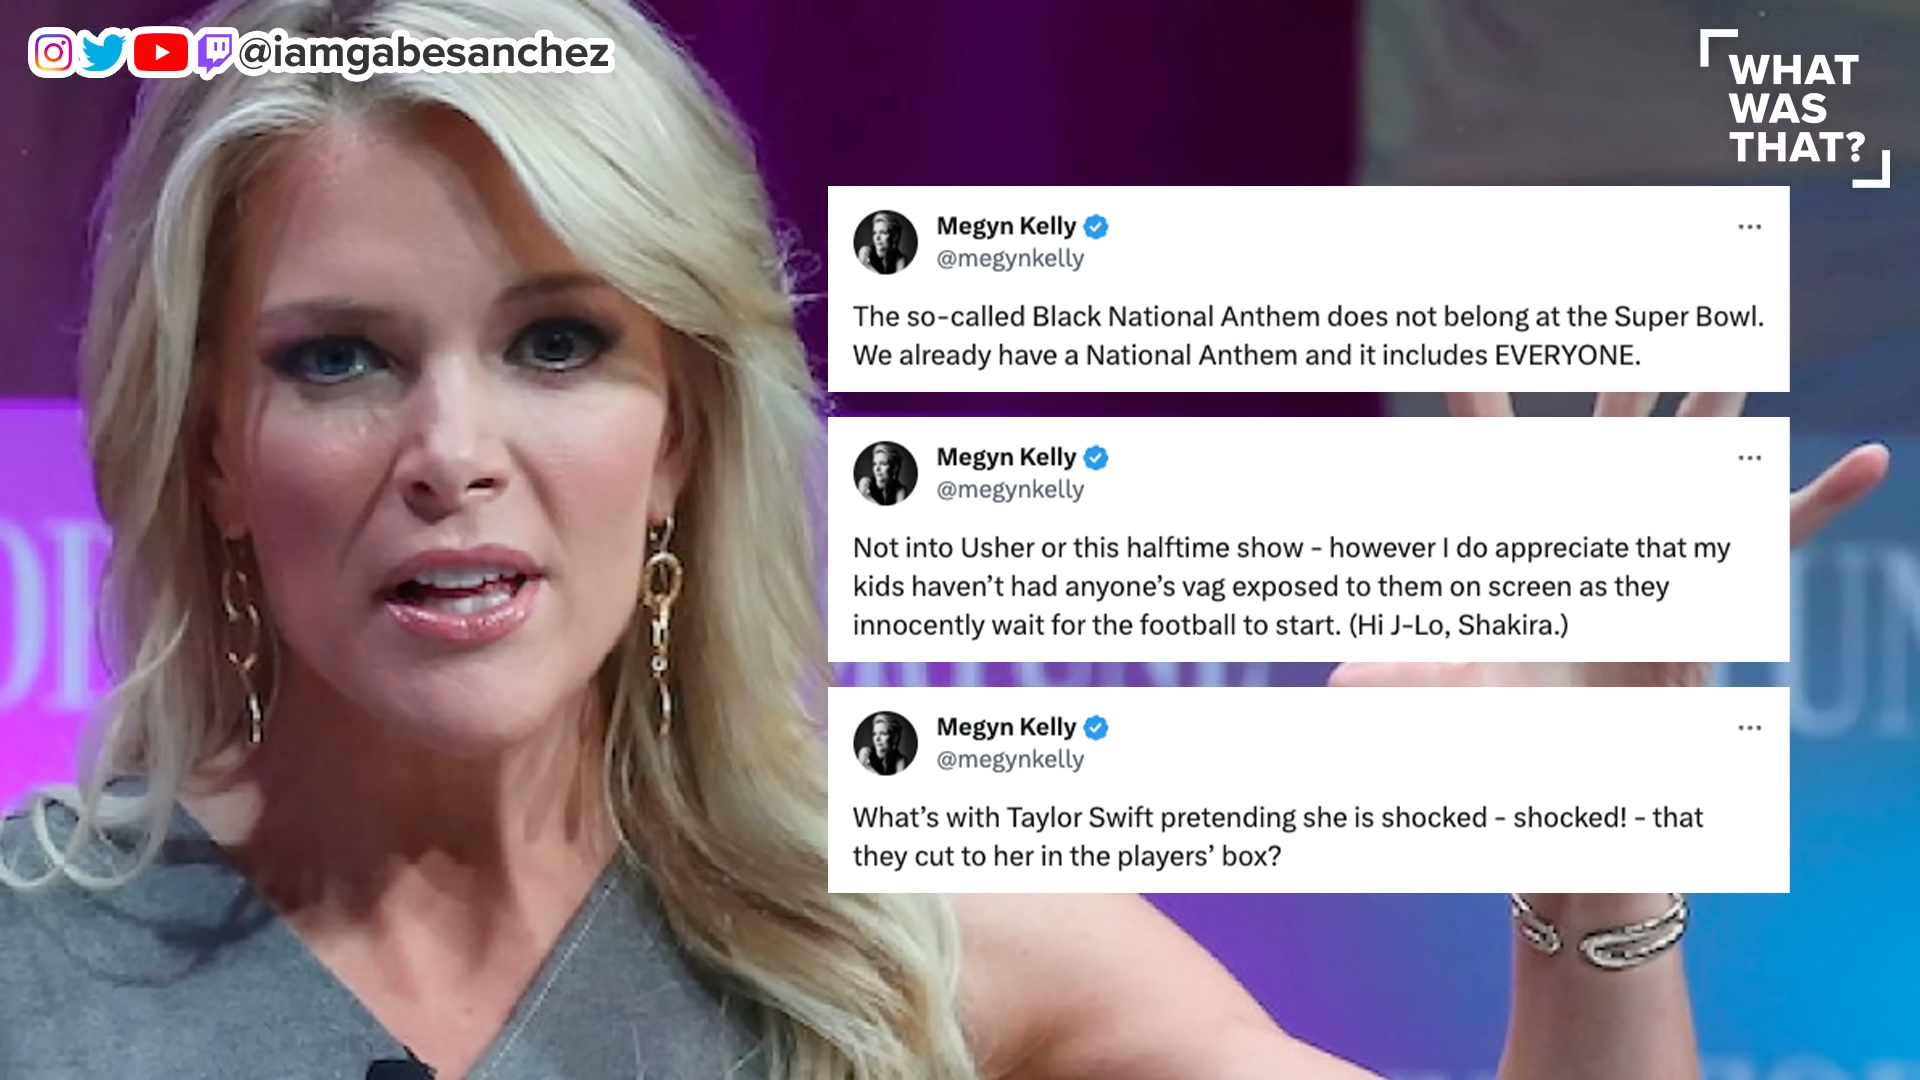 @iamgabesanchez
WHAT
WAS
THAT?
Megyn Kelly
@megynkelly
The so-called Black National Anthem does not belong at the Super Bowl.
We already have a National Anthem and it includes EVERYONE.
Megyn Kelly
@megynkelly
Not into Usher or this halftime show - however I do appreciate that my
kids haven’t had anyone’s vag exposed to them on screen as they
innocently wait for the football to start. (Hi J-Lo, Shakira.)
Megyn Kelly
@megynkelly
What’s with Taylor Swift pretending she is shocked - shocked! - that
they cut to her in the players’ box?